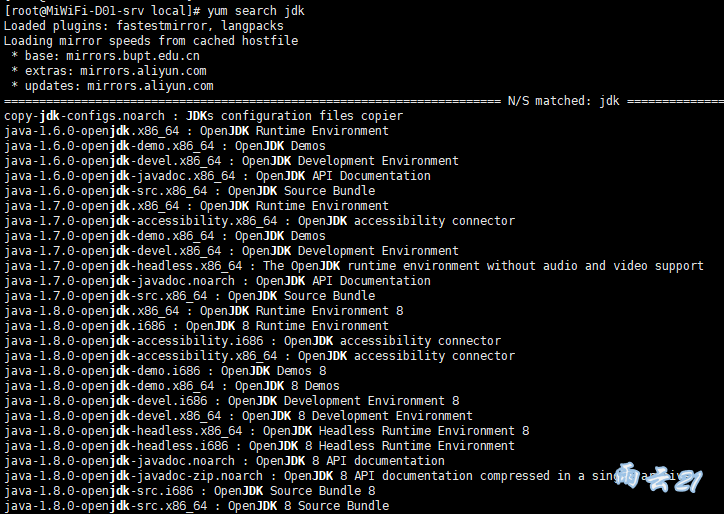 [root@MiWiFi-D01-srv local]# yum search jdk
Loaded plugins: fastestmirror, langpacks
Loading mirror speeds from cached hostfile
 * base: mirrors.bupt.edu.cn
 * extras: mirrors.aliyun.com
 * updates: mirrors.aliyun.com
======================================================================= N/S matched: jdk ==============
copy-jdk-configs.noarch : JDKs configuration files copier
java-1.6.0-openjdk.x86_64 : OpenJDK Runtime Environment
java-1.6.0-openjdk-demo.x86_64 : OpenJDK Demos
java-1.6.0-openjdk-devel.x86_64 : OpenJDK Development Environment
java-1.6.0-openjdk-javadoc.x86_64 : OpenJDK API Documentation
java-1.6.0-openjdk-src.x86_64 : OpenJDK Source Bundle
java-1.7.0-openjdk.x86_64 : OpenJDK Runtime Environment
java-1.7.0-openjdk-accessibility.x86_64 : OpenJDK accessibility connector
java-1.7.0-openjdk-demo.x86_64 : OpenJDK Demos
java-1.7.0-openjdk-devel.x86_64 : OpenJDK Development Environment
java-1.7.0-openjdk-headless.x86_64 : The OpenJDK runtime environment without audio and video support
java-1.7.0-openjdk-javadoc.noarch : OpenJDK API Documentation
java-1.7.0-openjdk-src.x86_64 : OpenJDK Source Bundle
java-1.8.0-openjdk.x86_64 : OpenJDK Runtime Environment 8
java-1.8.0-openjdk.i686 : OpenJDK 8 Runtime Environment
java-1.8.0-openjdk-accessibility.i686 : OpenJDK accessibility connector
java-1.8.0-openjdk-accessibility.x86_64 : OpenJDK accessibility connector
java-1.8.0-openjdk-demo.i686 : OpenJDK Demos 8
java-1.8.0-openjdk-demo.x86_64 : OpenJDK 8 Demos
java-1.8.0-openjdk-devel.i686 : OpenJDK Development Environment 8
java-1.8.0-openjdk-devel.x86_64 : OpenJDK 8 Development Environment
java-1.8.0-openjdk-headless.x86_64 : OpenJDK Headless Runtime Environment 8
java-1.8.0-openjdk-headless.i686 : OpenJDK 8 Headless Runtime Environment
java-1.8.0-openjdk-javadoc.noarch : OpenJDK 8 API documentation
java-1.8.0-openjdk-javadoc-zip.noarch : OpenJDK 8 API documentation compressed in a single
java-1.8.0-openjdk-src.i686 : OpenJDK Source Bundle 8
java-1.8.0-openjdk-src.x86_64 : OpenJDK 8 Source Bundle